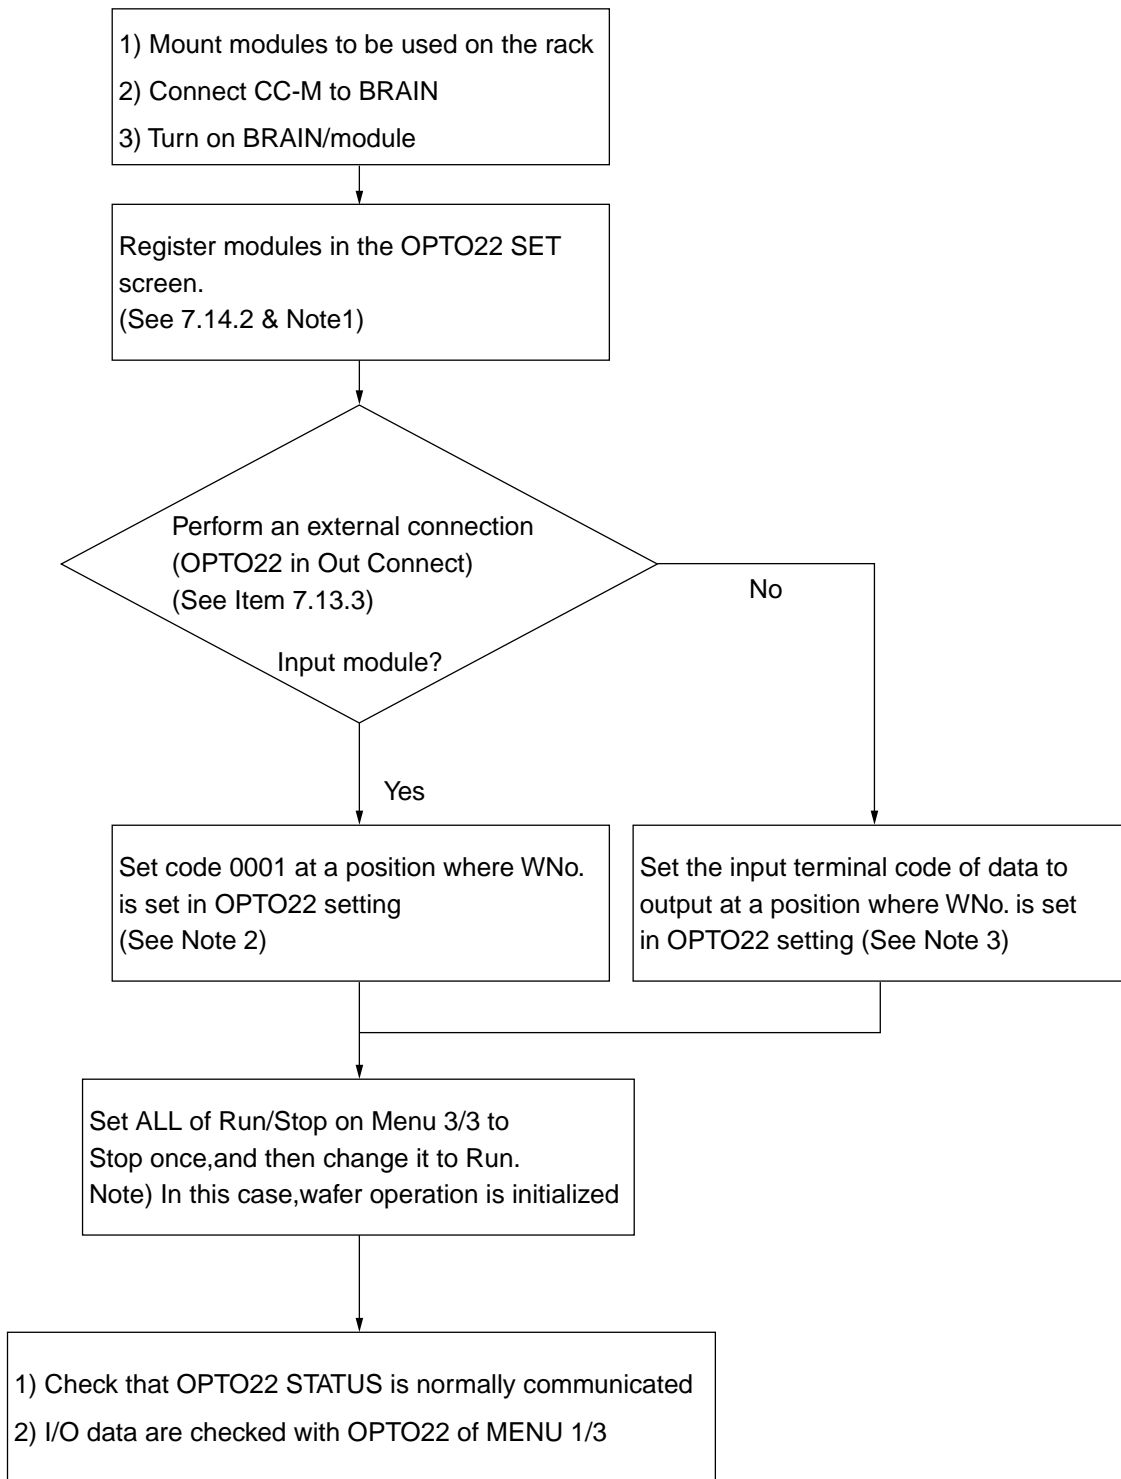 1) Mount modules to be used on the rack
2) Connect CC-M to BRAIN
3) Turn on BRAIN/module
Register modules in the OPTO22 SET
screen.
(See 7.14.2 & Note1)
Perform an external connection
(OPTO22 in Out Connect)
(See Item 7.13.3)
Input module?
No
Yes
Set code 0001 at a position where WNo.
is set in OPTO22 setting
(See Note 2)
Set the input terminal code of data to
output at a position where WNo. is set
in OPTO22 setting (See Note 3)
Set ALL of Run/Stop on Menu 3/3 to
Stop once,and then change it to Run.
Note) In this case,wafer operation is initialized
1) Check that OPTO22 STATUS is normally communicated
2) I/O data are checked with OPTO22 of MENU 1/3